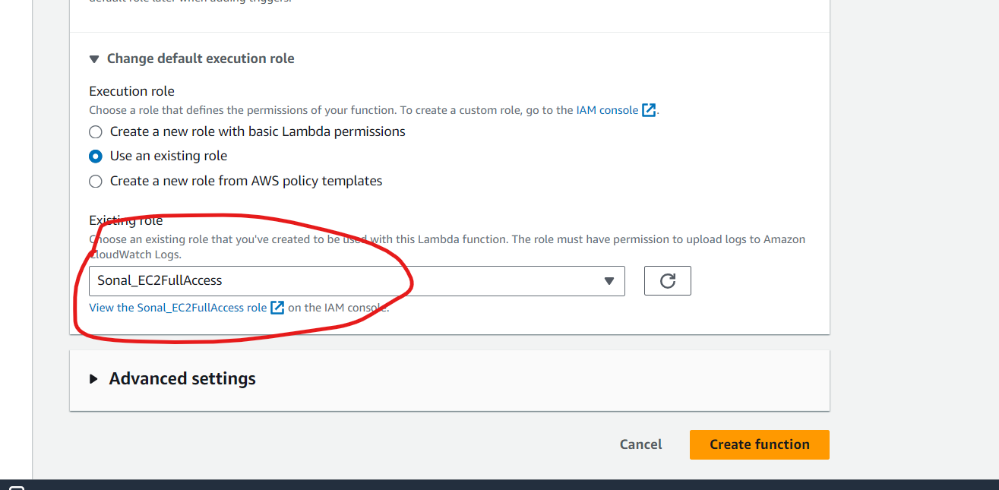 default role later when adding triggers.
Change default execution role
Execution role
Choose a role that defines the permissions of your function. To create a custom role, go to the IAM console.
Create a new role with basic Lambda permissions
Use an existing role
Create a new role from AWS policy templates
Existing role
Choose an existing role that you've created to be used with this Lambda function. The role must have permission to upload logs to Amazon
CloudWatch Logs.
Sonal_EC2FullAccess
View the Sonal_EC2FullAccess role on the IAM console.
Advanced settings
Cancel Create function